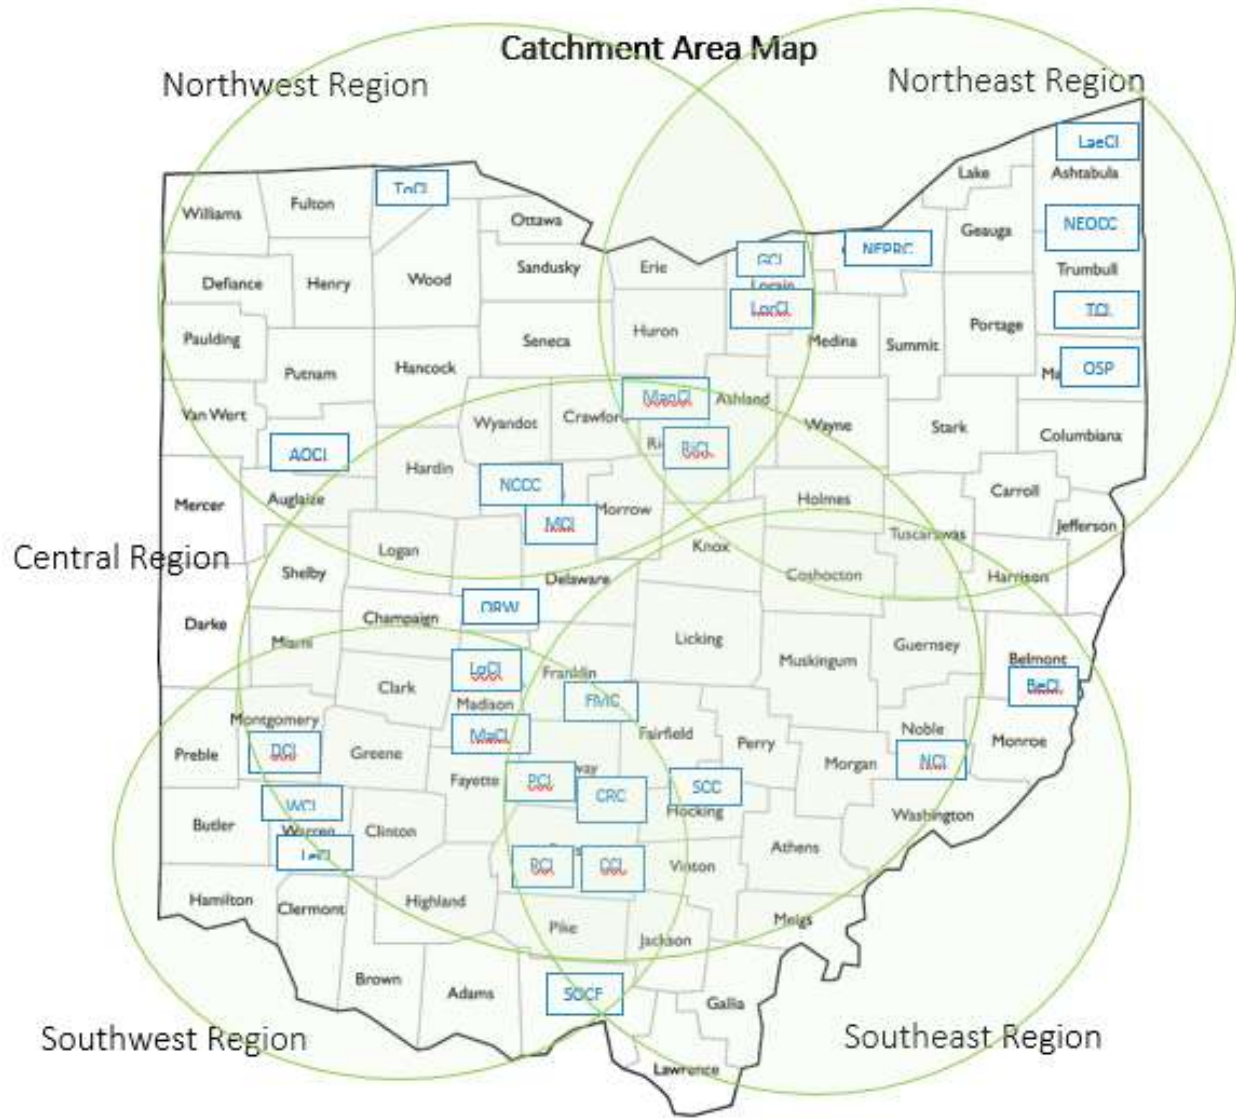 Catchment Area Map
Northwest Region
Northeast Region
LaeCI
Lake
Ashtabula
Williams
Fulton
Ottawa
Geauga
NEOCC
Wood
Sandusky
Erie
GCI
NEPRC
Trumbull
Defiance
Henry
Lorain
LorCI
TCI
Paulding
Huron
Portage
Seneca
Medina
Summit
Putnam
Hancock
OSP
Van Wert
ManCI
Ashland
Wyandot
Wayne
Stark
Columbiana
AOCI
RiCI
Hardin
NCCC
Carroll
Mercer
Auglaize
Holmes
MCI
Morrow
Jefferson
Tuscarawas
Knox
Central Region
Logan
Shelby
Delaware
Coshocton
Harrison
ORW
Darke
Champaign
Miami
Licking
Guernsey
Muskingum
Belmont
LoCI
Franklin
Clark
BeCI
Madison
FMC
Montgomery
MaCI
Fairfield
Noble
Preble
DCI
Greene
Perry
Monroe
NCI
Morgan
Fayette
PCI
SCC
CRC
WCI
Hocking
Washington
Butler
Warren
Clinton
Athens
RCI
CCI
Vinton
Hamilton
Clermont
Highland
Meigs
Pike
Jackson
Brown
Adams
SOCF
Gallia
Southwest Region
Southeast Region
Lawrence